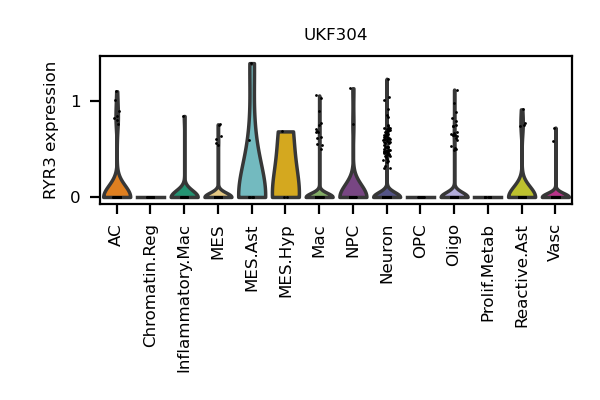 UKF304
RYR3 expression
1
0
AC
Chromatin.Reg
Inflammatory.Mac
MES
MES.Ast
MES.Hyp
Mac
NPC
Neuron
OPC
Oligo
Prolif.Metab
Reactive.Ast
Vasc